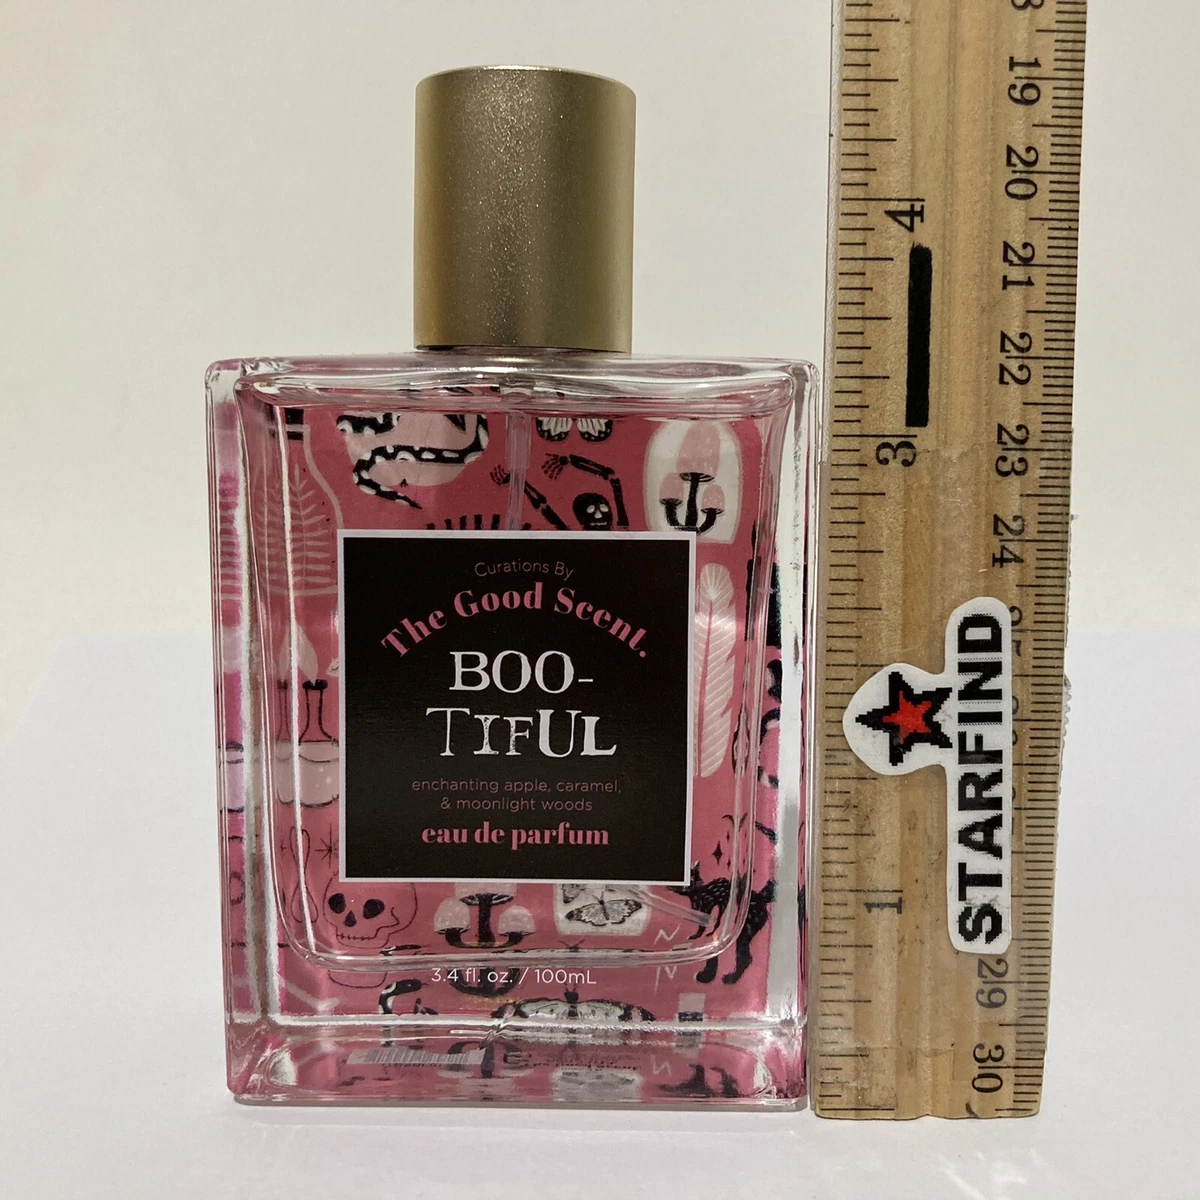 Curations By
The Good Scent.
BOO-
TIFUL
enchanting apple, caramel,
& moonlight woods
eau de parfum
3.4 fl. oz. / 100mL
4
3
1
19
20
21
22
23
24
29
30
STARFIND